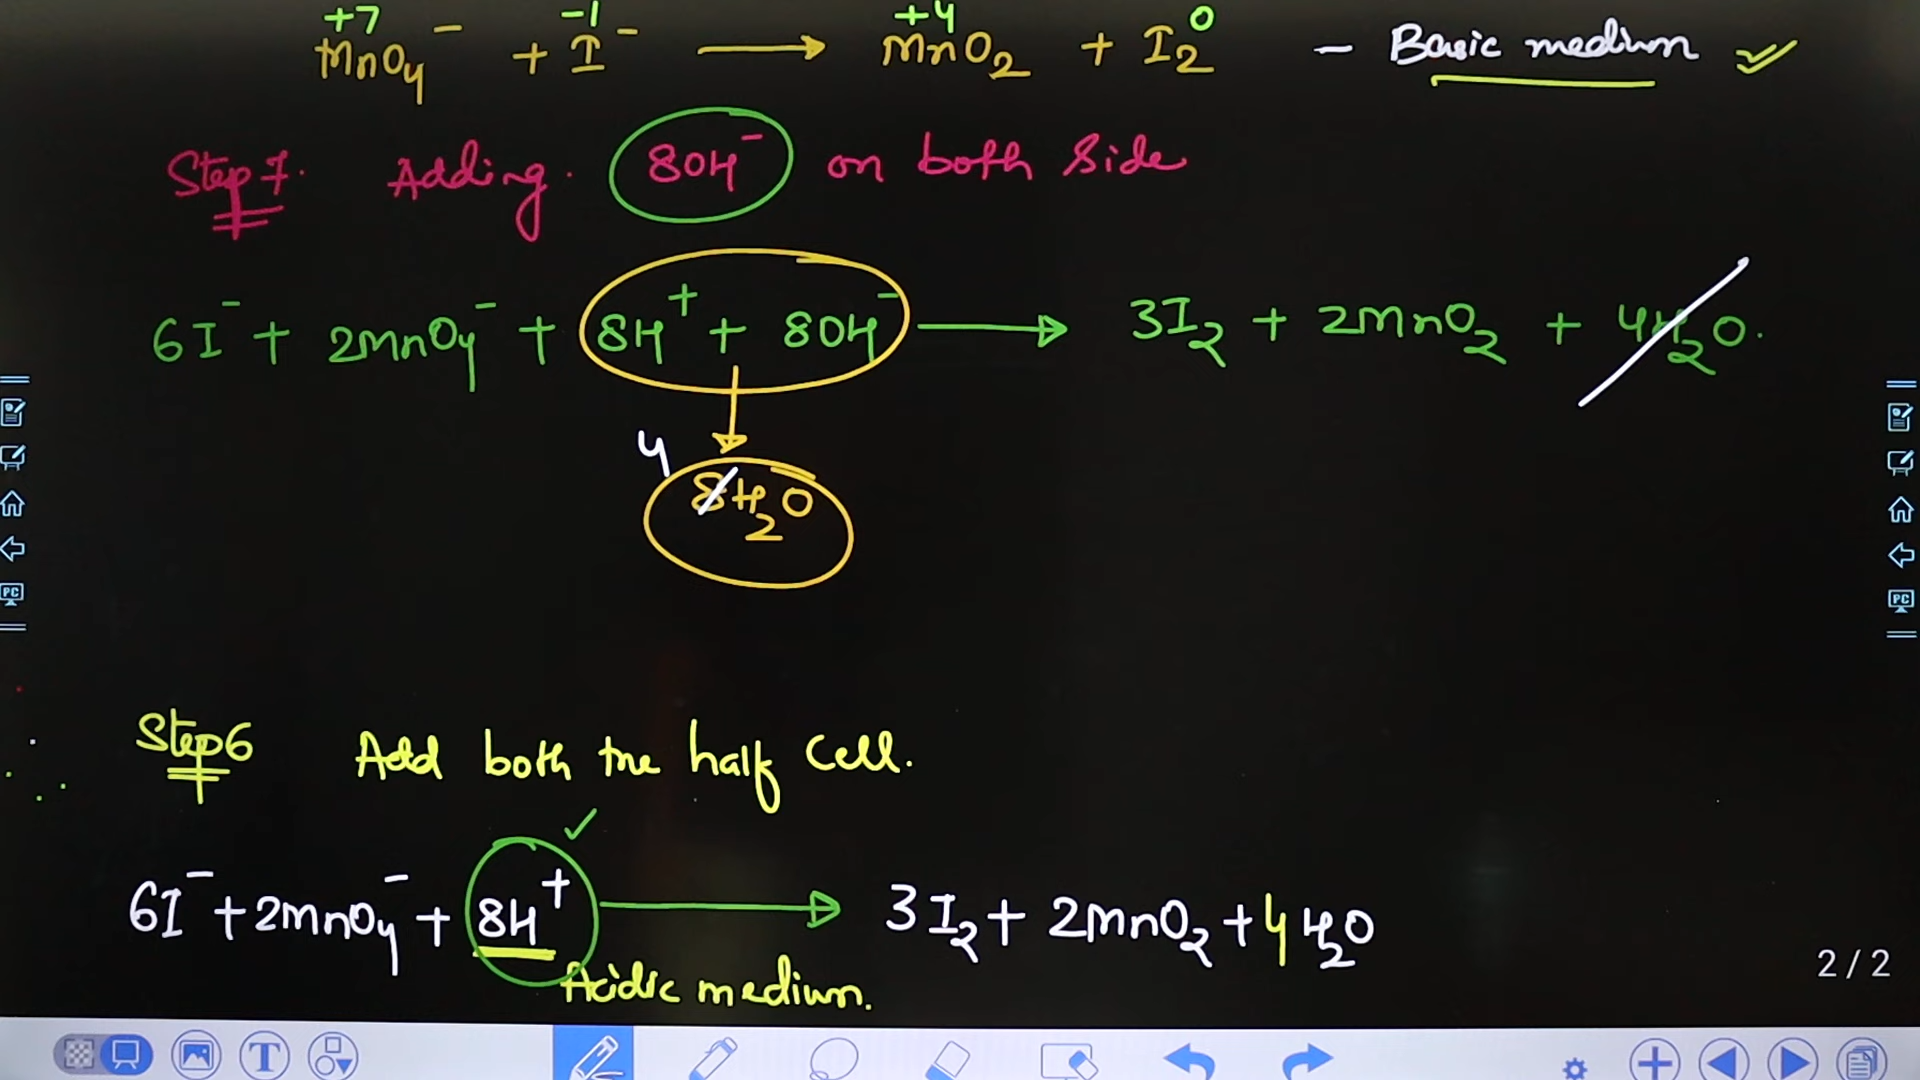 +7 -1 +4 0
MnO₄⁻ + I⁻ ⟶ MnO₂ + I₂ - Basic medium
Step 7. Adding. 8OH⁻ on both Side
6I⁻ + 2MnO₄⁻ + 8H⁺ + 8OH⁻ ⟶ 3I₂ + 2MnO₂ + 4H₂O.
4
8H₂O
Step 6 Add both the half Cell.
6I⁻ + 2MnO₄⁻ + 8H⁺ ⟶ 3I₂ + 2MnO₂ + 4H₂O
Acidic medium.
2/2
PC
PC
T